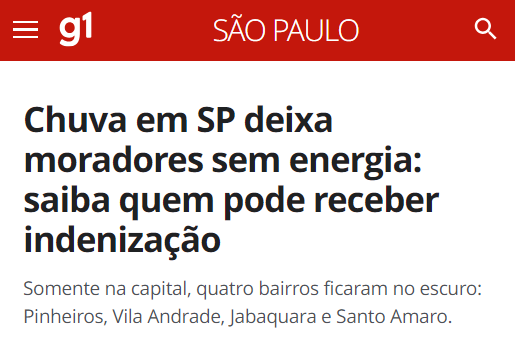 g1
SÃO PAULO
Chuva em SP deixa
moradores sem energia:
saiba quem pode receber
indenização
Somente na capital, quatro bairros ficaram no escuro:
Pinheiros, Vila Andrade, Jabaquara e Santo Amaro.